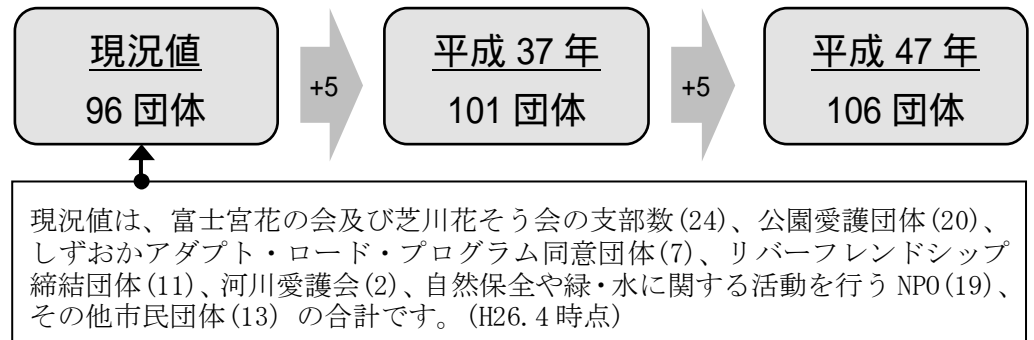 現況値 +5 平成 37 年 +5 平成 47 年
96 団体 101 団体 106 団体
現況値は、富士宮花の会及び芝川花そう会の支部数(24)、公園愛護団体(20)、
しずおかアダプト・ロード・プログラム同意団体(7)、リバーフレンドシップ
締結団体(11)、河川愛護会(2)、自然保全や緑・水に関する活動を行う NPO(19)、
その他市民団体(13) の合計です。(H26.4 時点)